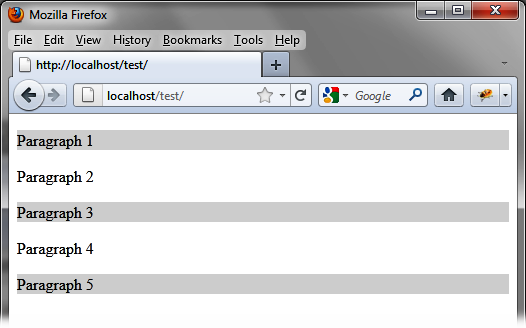 Mozilla Firefox
File Edit View History Bookmarks Tools Help
http://localhost/test/
localhost/test/ Google
Paragraph 1
Paragraph 2
Paragraph 3
Paragraph 4
Paragraph 5